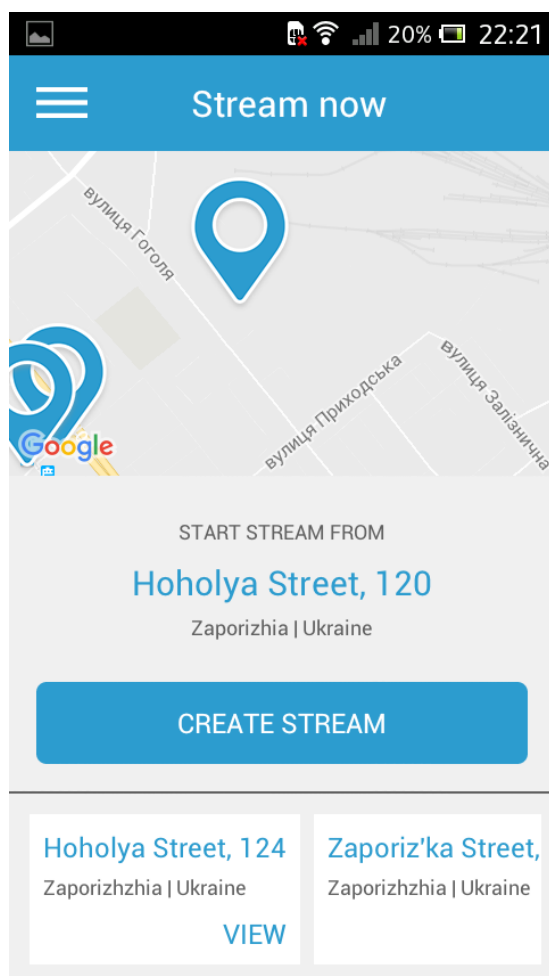 20% 22:21
Stream now
вулиця Гоголя
вулиця Приходська
вулиця Залізнична
Google
START STREAM FROM
Hoholya Street, 120
Zaporizhia | Ukraine
CREATE STREAM
Hoholya Street, 124
Zaporizhzhia | Ukraine
VIEW
Zaporiz'ka Street,
Zaporizhzhia | Ukraine